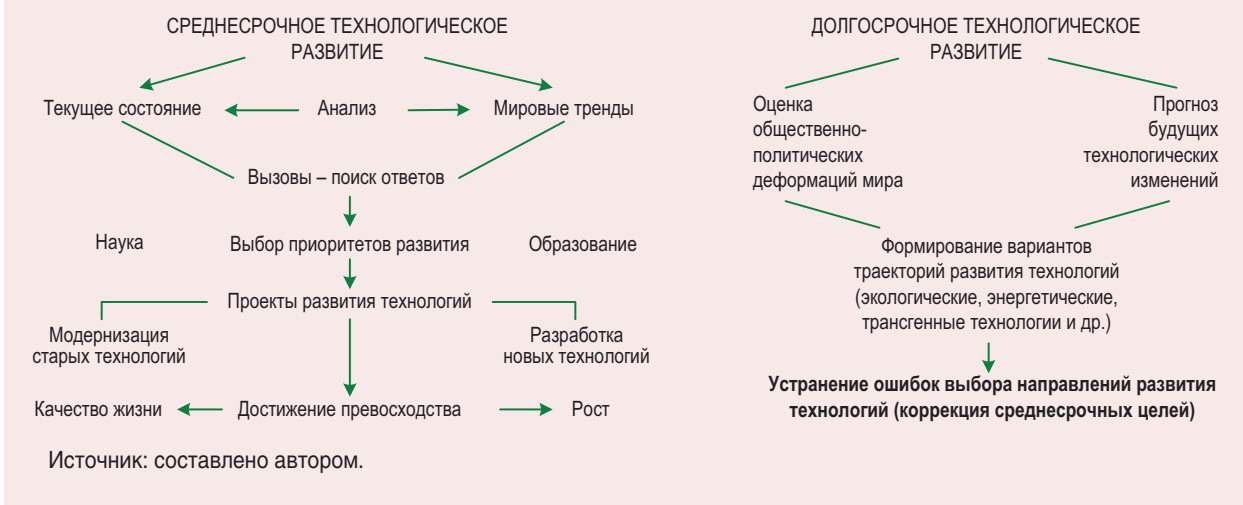 СРЕДНЕСРОЧНОЕ ТЕХНОЛОГИЧЕСКОЕ
РАЗВИТИЕ
Текущее состояние
Анализ
Мировые тренды
Вызовы – поиск ответов
Наука
Выбор приоритетов развития
Образование
Проекты развития технологий
Модернизация
старых технологий
Разработка
новых технологий
Качество жизни
Достижение превосходства
Рост
ДОЛГОСРОЧНОЕ ТЕХНОЛОГИЧЕСКОЕ
РАЗВИТИЕ
Оценка
общественно-
политических
деформаций мира
Прогноз
будущих
технологических
изменений
Формирование вариантов
траекторий развития технологий
(экологические, энергетические,
трансгенные технологии и др.)
Устранение ошибок выбора направлений развития
технологий (коррекция среднесрочных целей)
Источник: составлено автором.